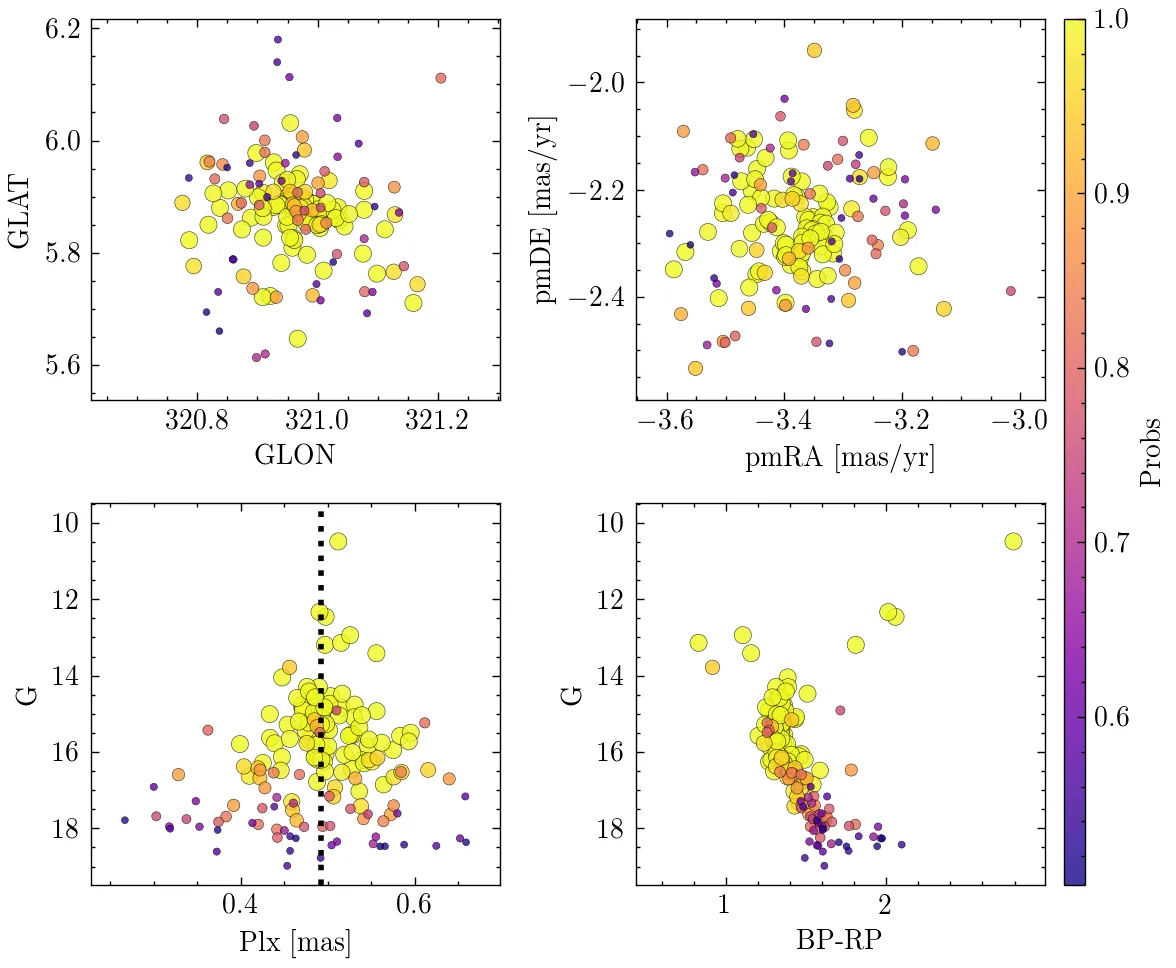 6.2
6.0
5.8
5.6
GLAT
320.8 321.0 321.2
GLON
−2.0
−2.2
−2.4
pmDE [mas/yr]
−3.6 −3.4 −3.2 −3.0
pmRA [mas/yr]
10
12
14
16
18
G
0.4 0.6
Plx [mas]
10
12
14
16
18
G
1 2
BP-RP
1.0
0.9
0.8
0.7
0.6
Probs